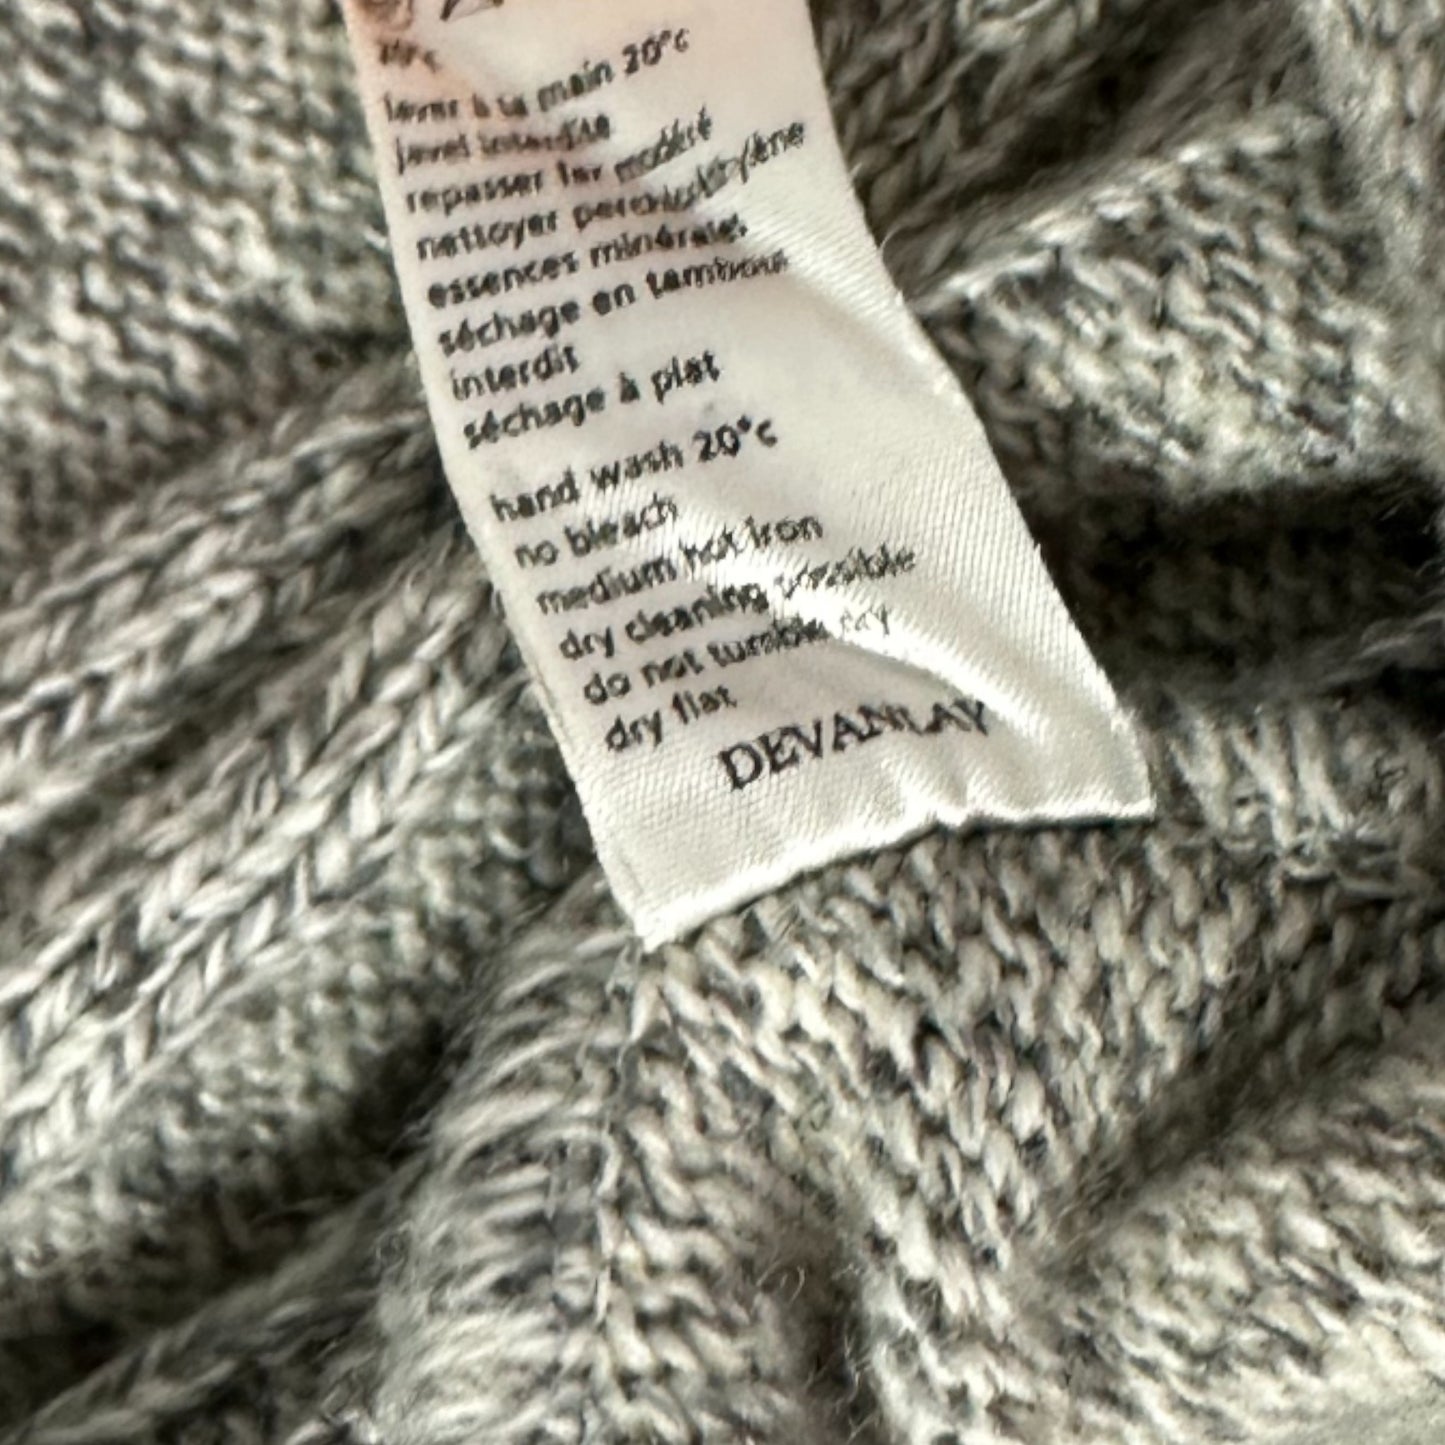 laver à la main 20°c
javel interdite
repasser fer modéré
nettoyer perchloréthylène
essences minérales
séchage en tambour
interdit
séchage à plat
hand wash 20°c
no bleach
medium hot iron
dry cleaning possible
do not tumble dry
dry flat
DEVANLAY